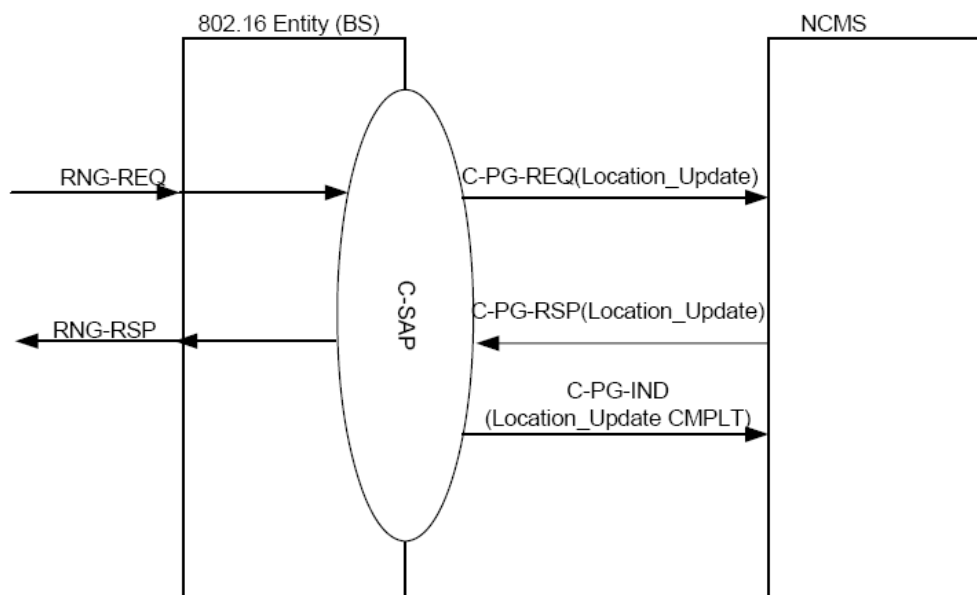 802.16 Entity (BS)
NCMS
RNG-REQ
C-PG-REQ(Location_Update)
C-SAP
C-PG-RSP(Location_Update)
RNG-RSP
C-PG-IND
(Location_Update CMPLT)